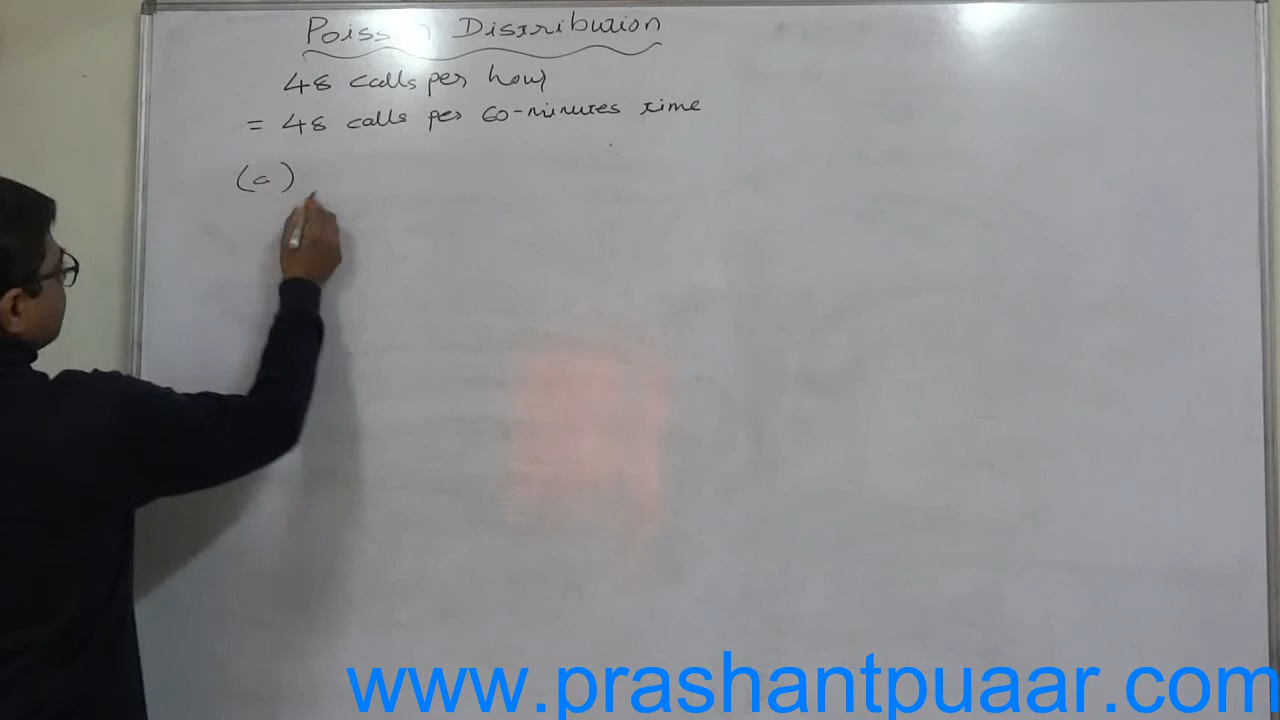 Poisson Distribution
48 calls per hour
= 48 calls per 60-minutes time
(a)
www.prashantpuaar.com